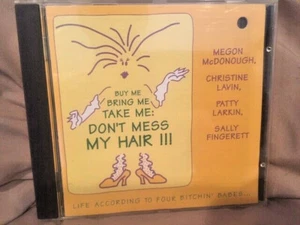 BUY ME
BRING ME
TAKE ME:
DON'T MESS
MY HAIR !!!
MEGON
McDONOUGH,
CHRISTINE
LAVIN,
PATTY
LARKIN,
SALLY
FINGERETT
LIFE ACCORDING TO FOUR BITCHIN' BABES...